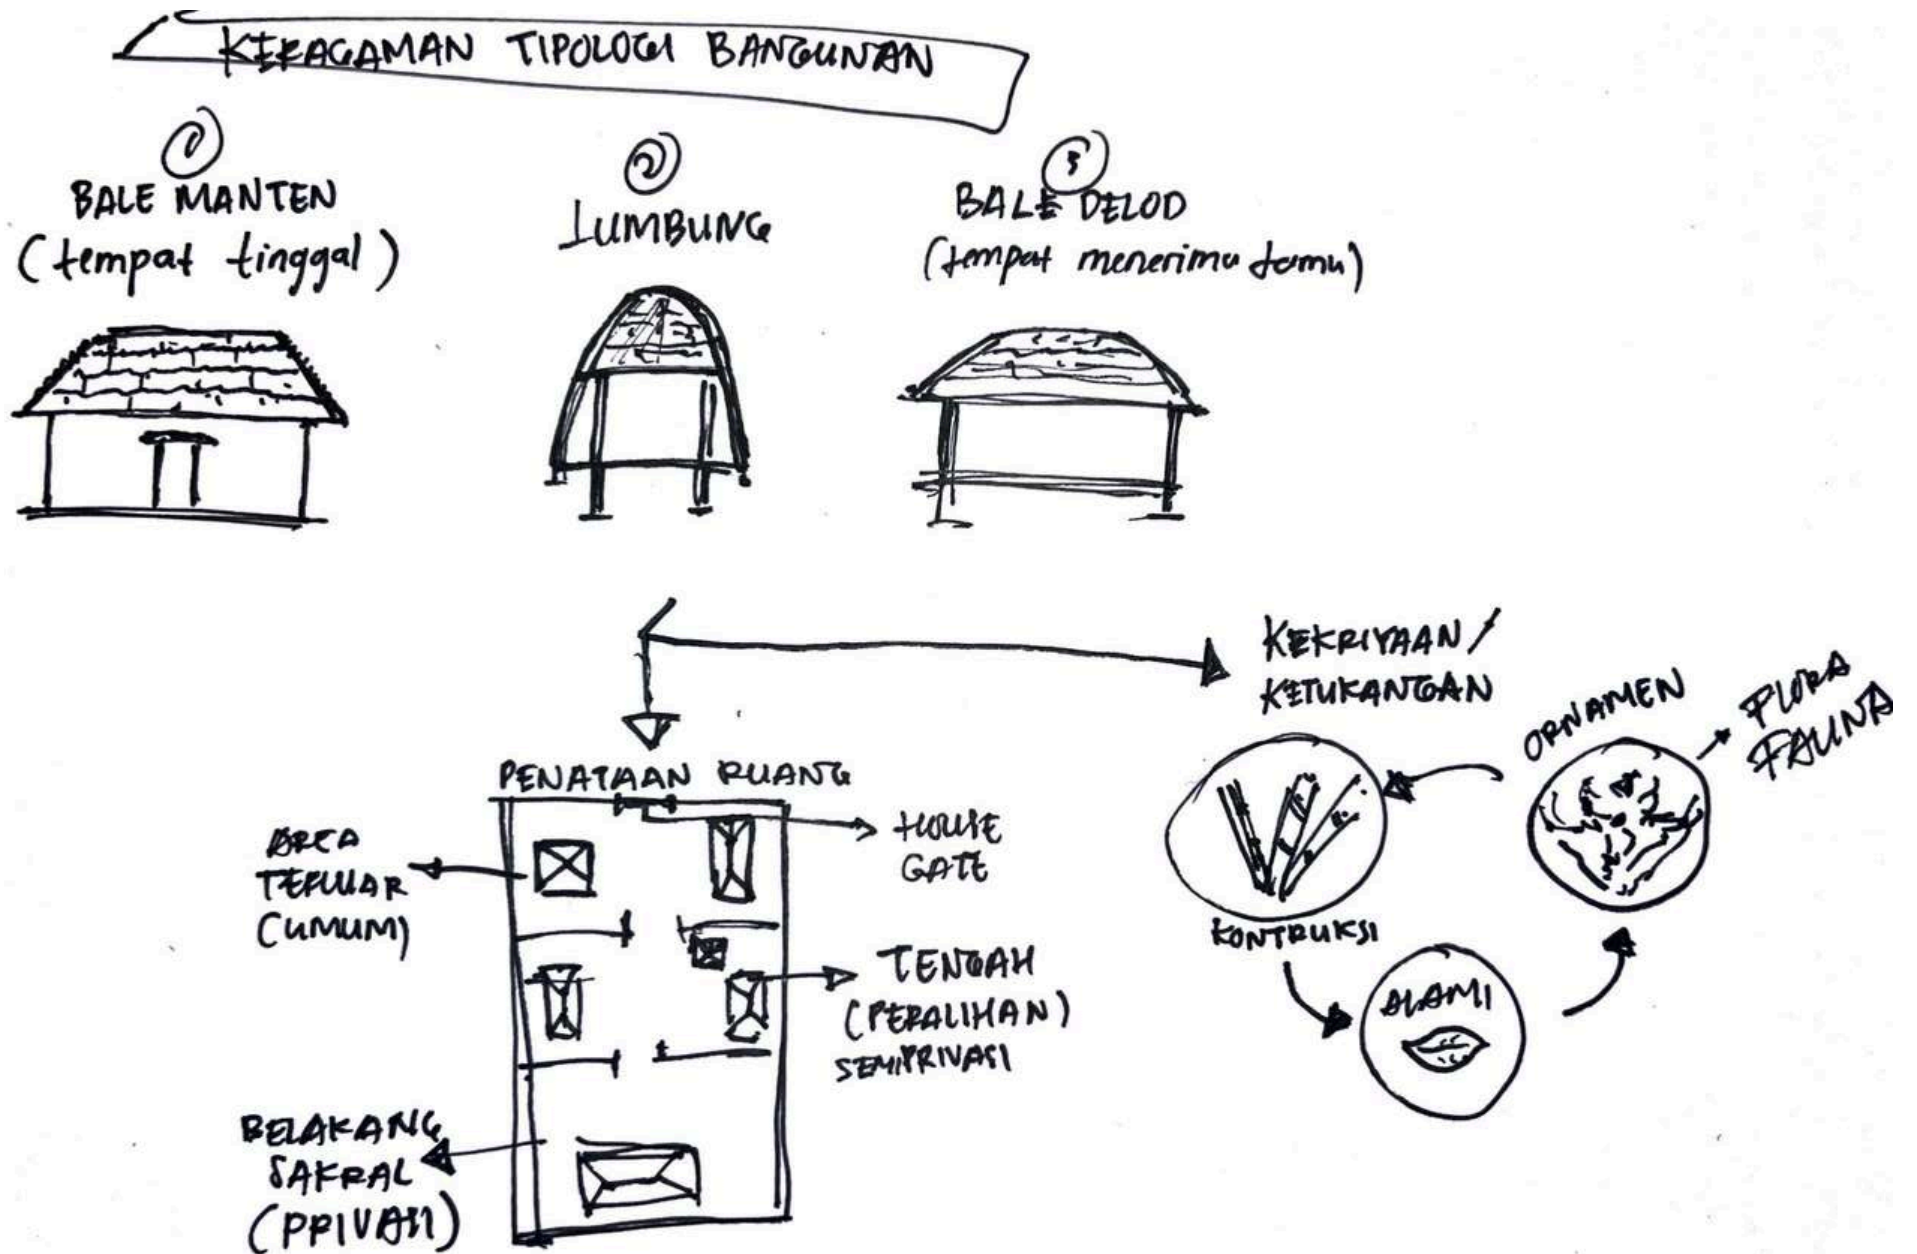 KERAGAMAN TIPOLOGI BANGUNAN
1
BALE MANTEN
(tempat tinggal)
2
LUMBUNG
3
BALE DELOD
(tempat menerima tamu)
KEKRIYAAN /
KETUKANGAN
ORNAMEN
FLORA
FAUNA
KONTRUKSI
ALAMI
PENATAAN RUANG
HOUSE
GATE
AREA
TERLUAR
(UMUM)
TENGAH
(PERALIHAN)
SEMIPRIVASI
BELAKANG
SAKRAL
(PRIVASI)